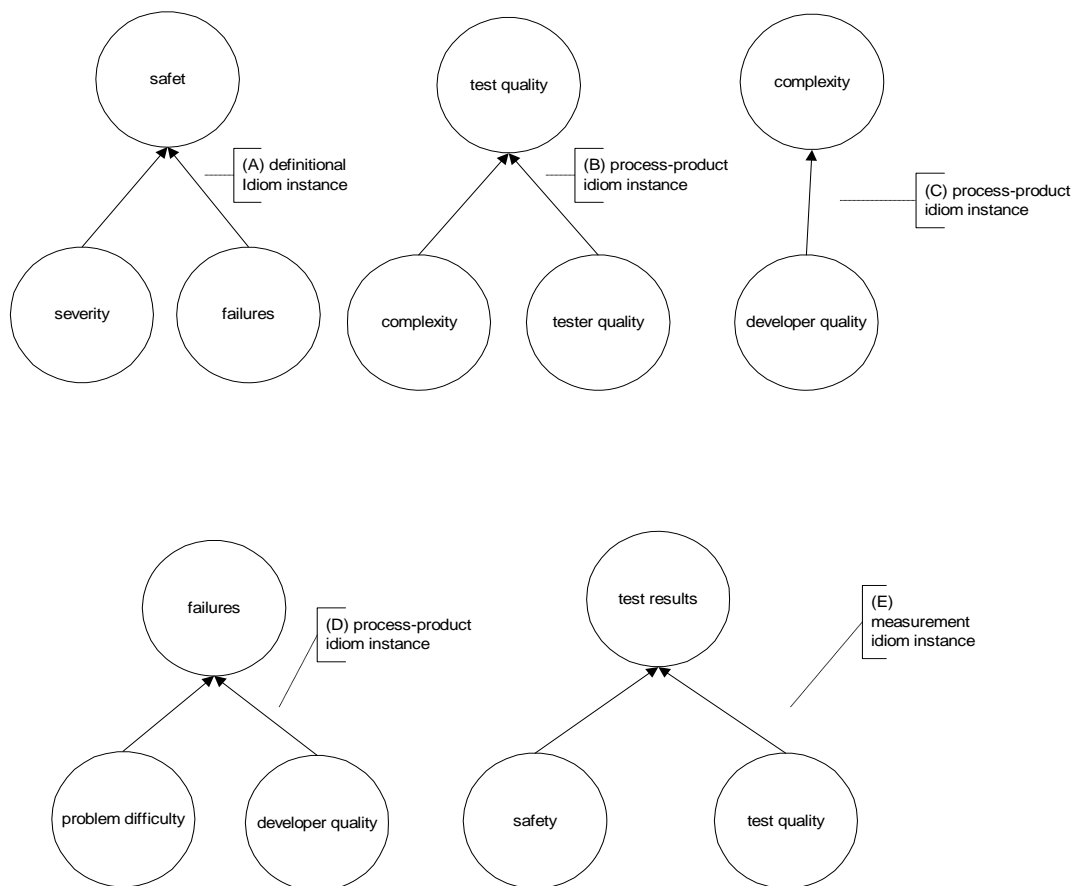 safet
test quality
complexity
(A) definitional
Idiom instance
(B) process-product
idiom instance
(C) process-product
idiom instance
severity
failures
complexity
tester quality
developer quality
failures
(D) process-product
idiom instance
test results
(E)
measurement
idiom instance
problem difficulty
developer quality
safety
test quality